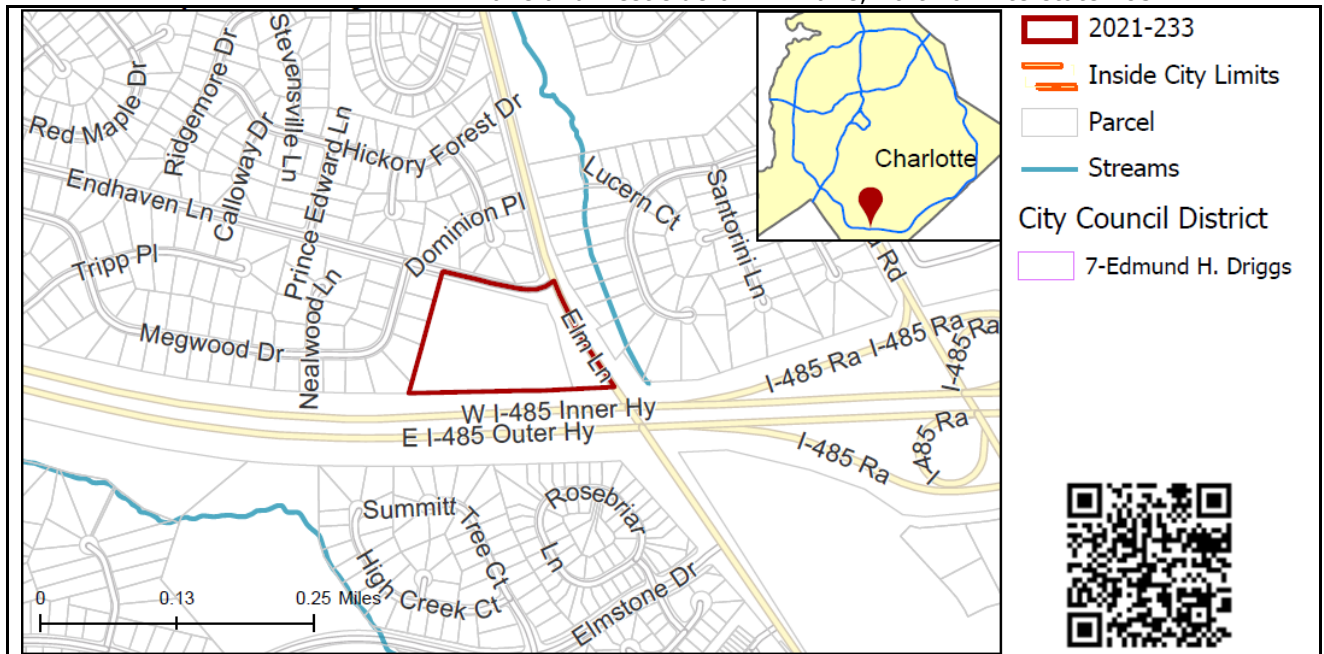 Red Maple Dr
Ridgemore Dr
Calloway Dr
Stevensville Ln
Prince Edward Ln
Hickory Forest Dr
Endhaven Ln
Dominion Pl
Tripp Pl
Nealwood Ln
Megwood Dr
Lucern Ct
Santorini Ln
Elm Ln
Charlotte
Rd
I-485 Ra
I-485 Ra
I-485 Ra
Ra
W I-485 Inner Hy
E I-485 Outer Hy
I-485 Ra
I-485 Ra
Summitt Tree Ct
High Creek Ct
Rosebriar Ln
Elmstone Dr
0 0.13 0.25 Miles
2021-233
Inside City Limits
Parcel
Streams
City Council District
7-Edmund H. Driggs